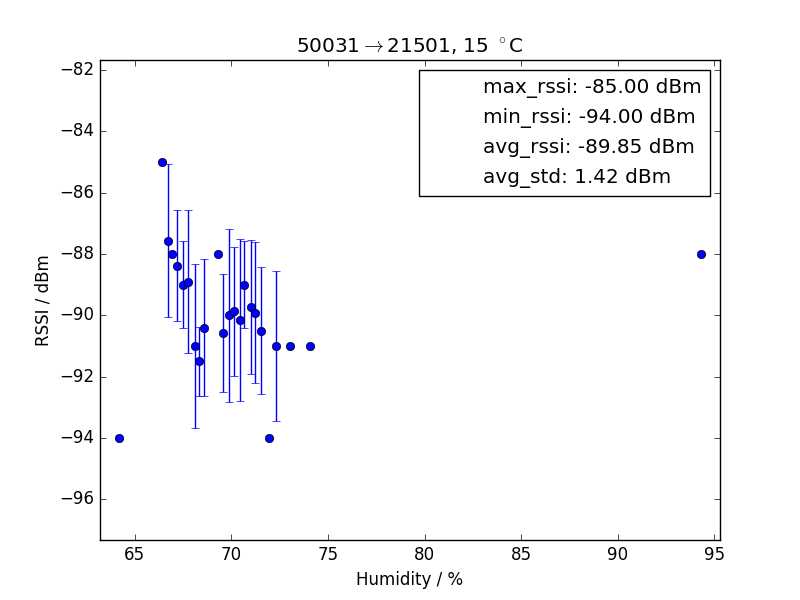 50031→21501, 15 °C
max_rssi: -85.00 dBm
min_rssi: -94.00 dBm
avg_rssi: -89.85 dBm
avg_std: 1.42 dBm
−82
−84
−86
−88
−90
−92
−94
−96
RSSI / dBm
65 70 75 80 85 90 95
Humidity / %